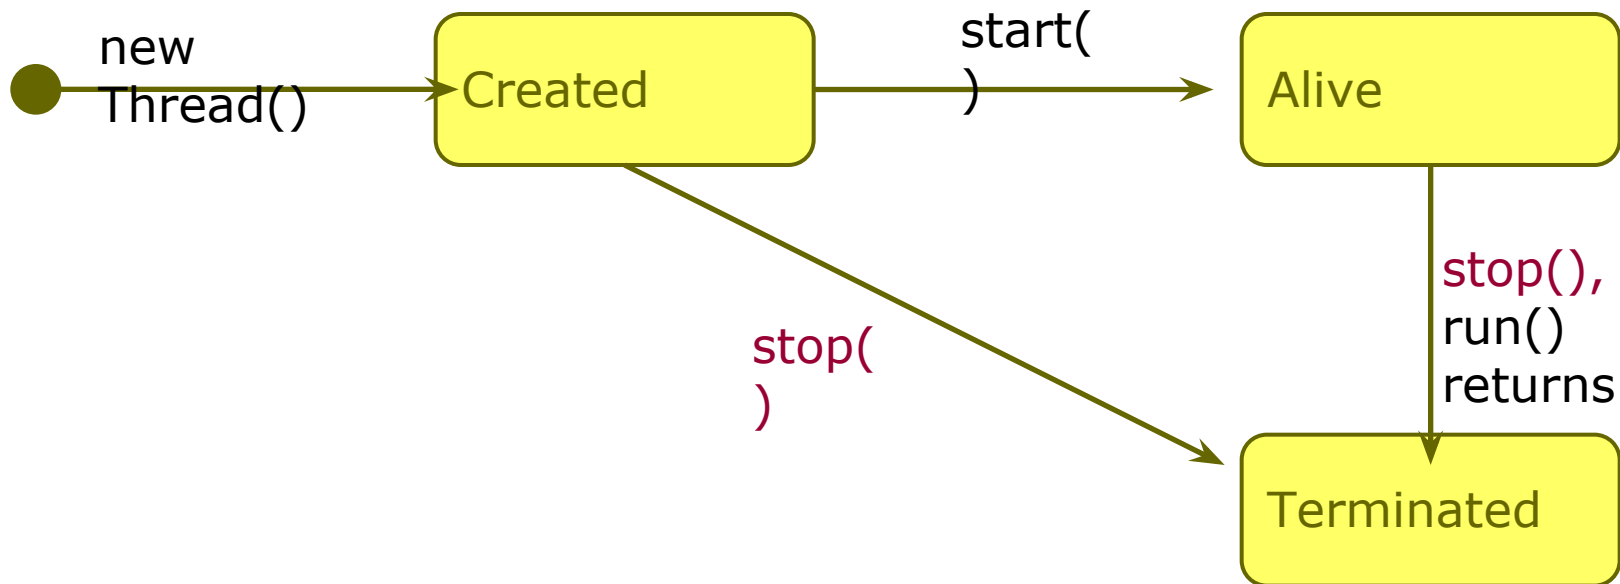 new
Thread()
Created
start(
)
Alive
stop(
)
stop(),
run()
returns
Terminated